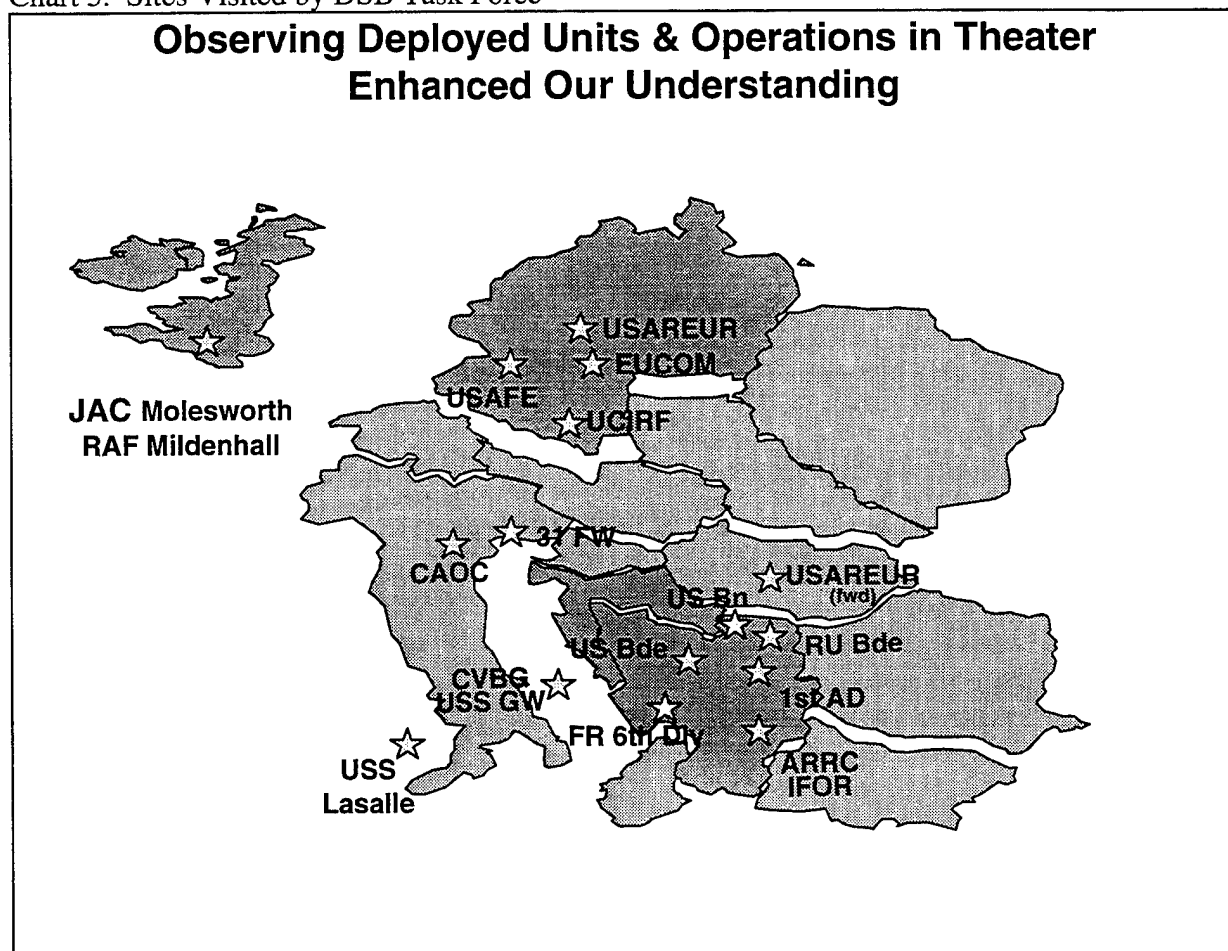 Chart 3: Sites Visited by DSB Task Force
Observing Deployed Units & Operations in Theater
Enhanced Our Understanding
USAREUR
EUCOM
USAFE
UCIRF
JAC Molesworth
RAF Mildenhall
31 FW
CAOC
USAREUR
(fwd)
US Bn
RU Bde
US Bde
1st AD
CVBG
USS GW
FR 6th Div
ARRC
IFOR
USS
Lasalle